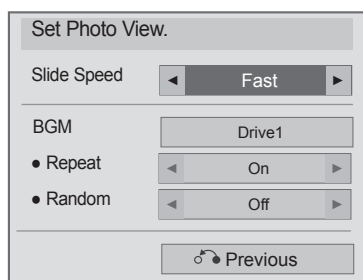 Set Photo View.
Slide Speed ◄ Fast ►
BGM Drive1
• Repeat ◄ On ►
• Random ◄ Off ►
Previous